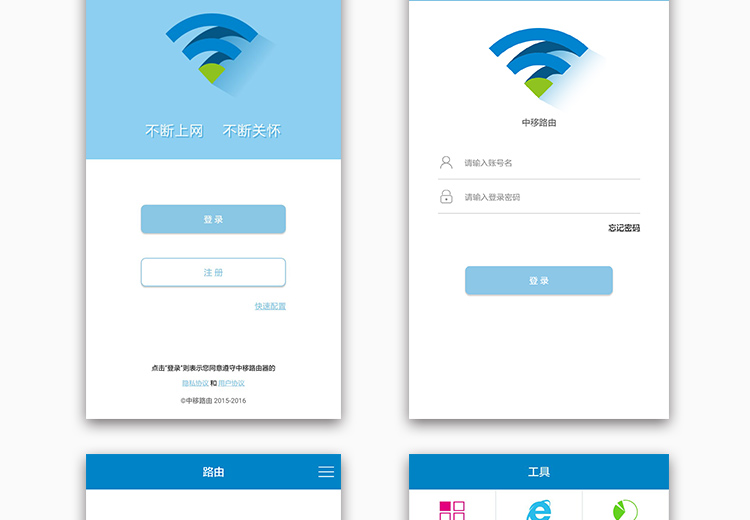 不断上网 不断关怀
登录
注册
快速配置
点击"登录"则表示您同意遵守中移路由器的
隐私协议 和 用户协议
©中移路由 2015-2016
中移路由
请输入账号名
请输入登录密码
忘记密码
登录
路由
工具